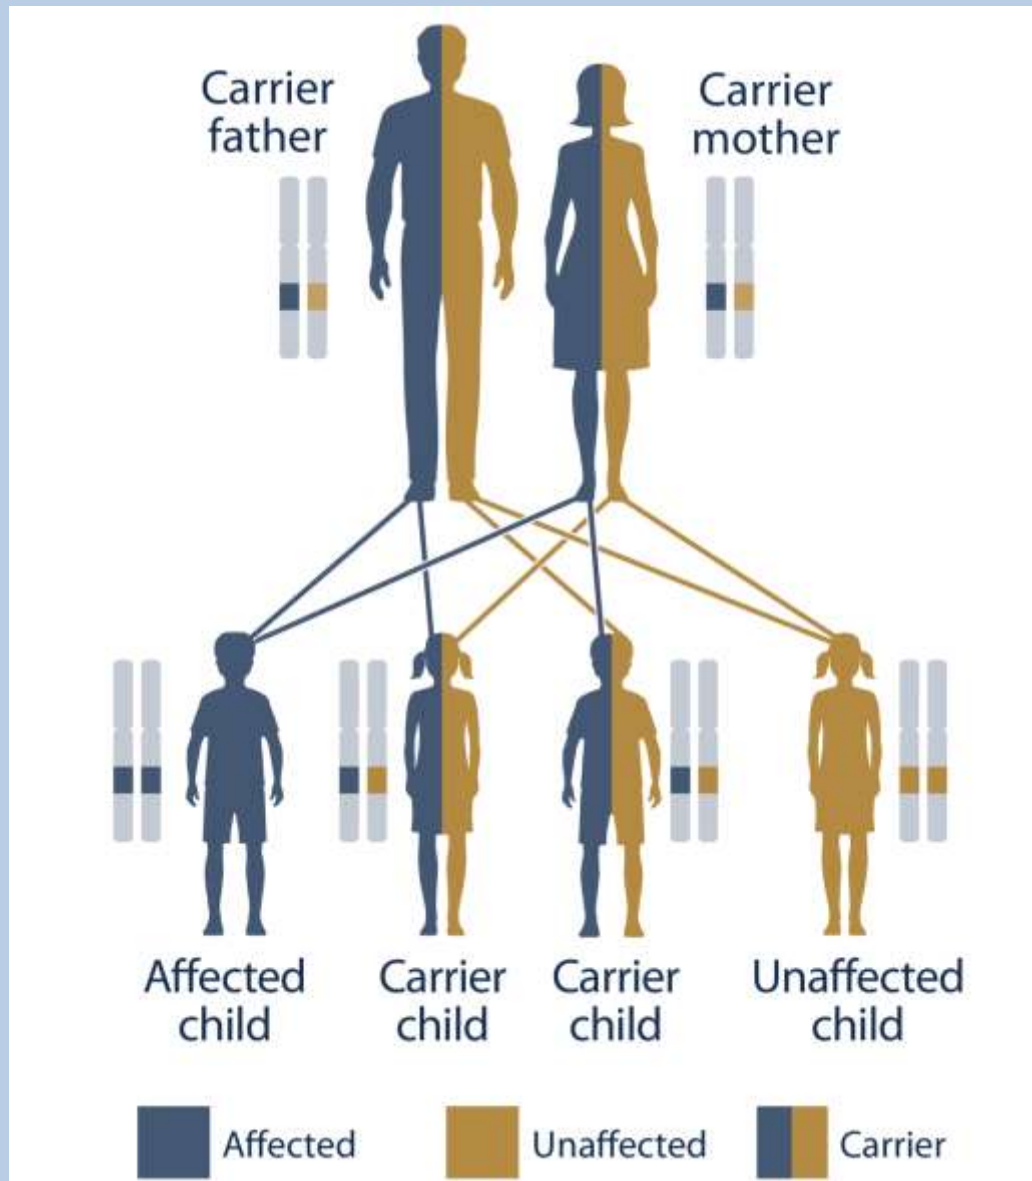 Carrier
father
Carrier
mother
Affected
child
Carrier
child
Carrier
child
Unaffected
child
Affected
Unaffected
Carrier